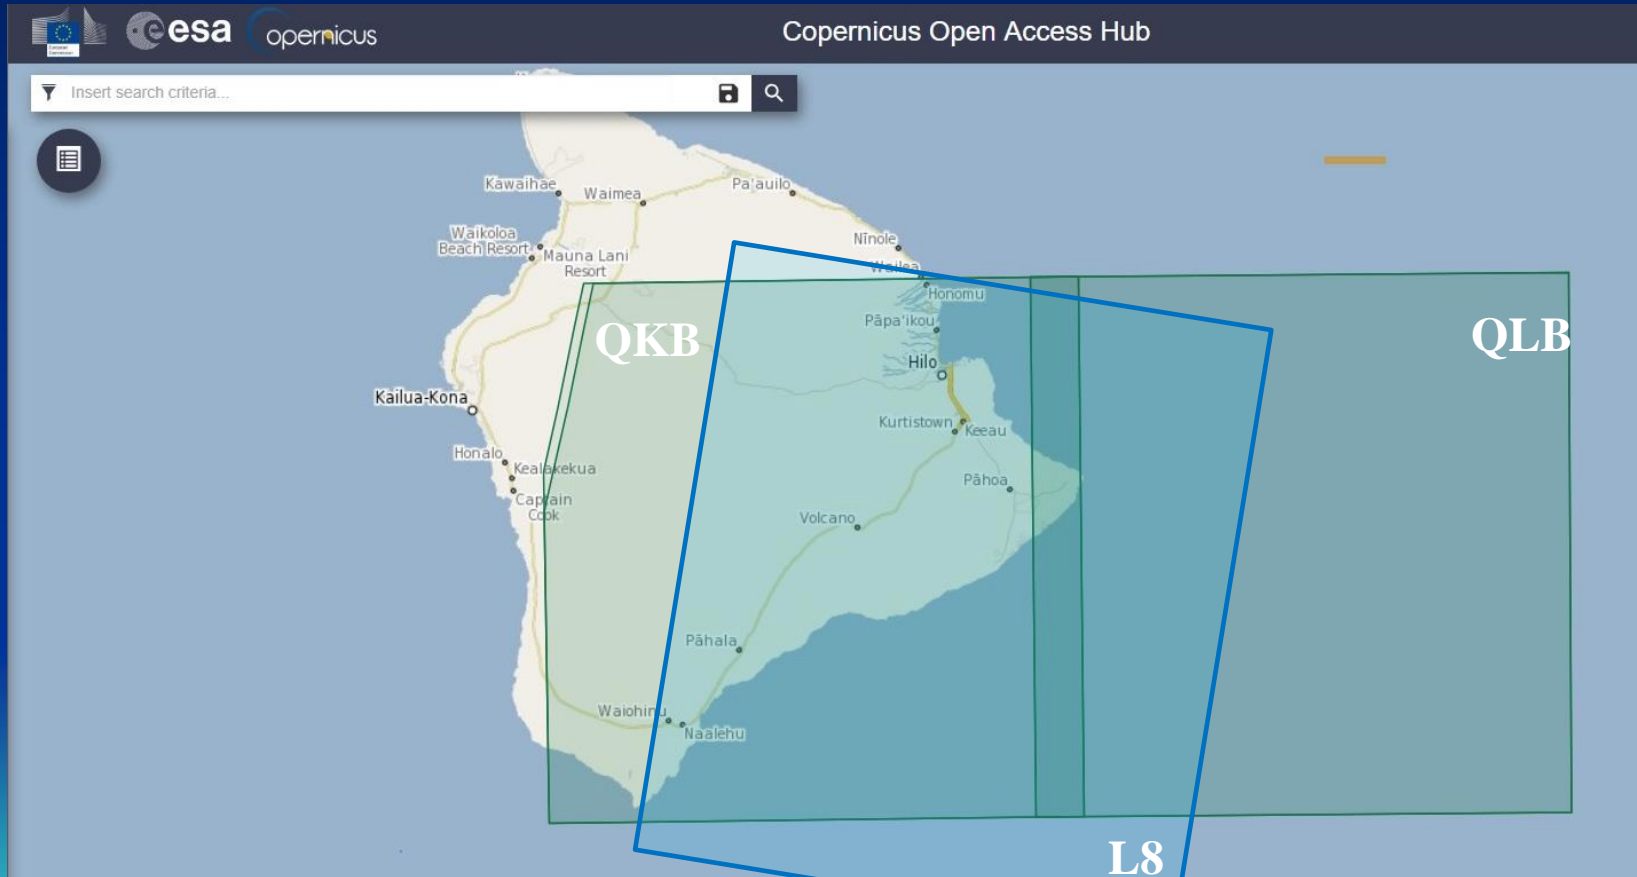 esa
opernicus
Copernicus Open Access Hub
Insert search criteria...
Kawaihae
Waimea
Pa'auilo
Waikoloa
Beach Resort
Mauna Lani
Resort
Nīnole
Wailea
Honomu
QKB
Pāpa'ikou
QLB
Hilo
Kailua-Kona
Kurtistown
Keeau
Honalo
Kealakekua
Pāhoa
Captain
Cook
Volcano
Pāhala
Waiohinu
Naalehu
L8